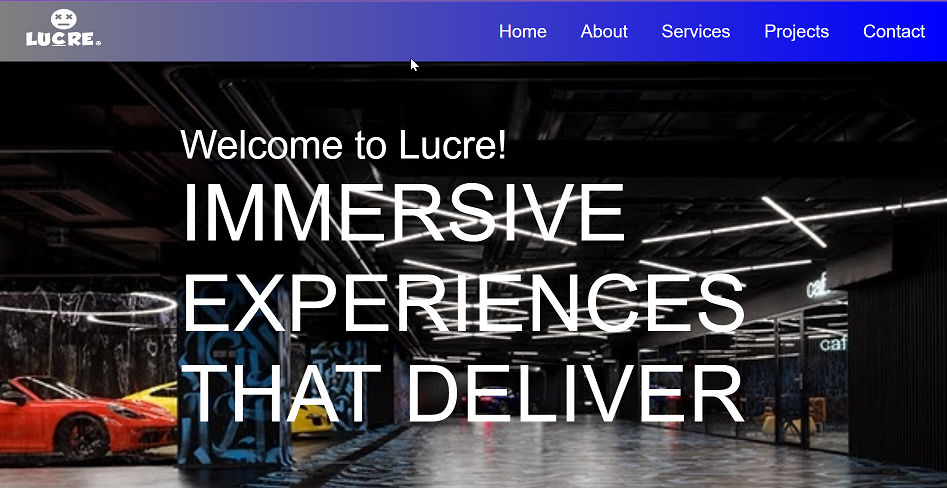 LUCRE
Home About Services Projects Contact
Welcome to Lucre!
IMMERSIVE
EXPERIENCES
THAT DELIVER
caf
caf